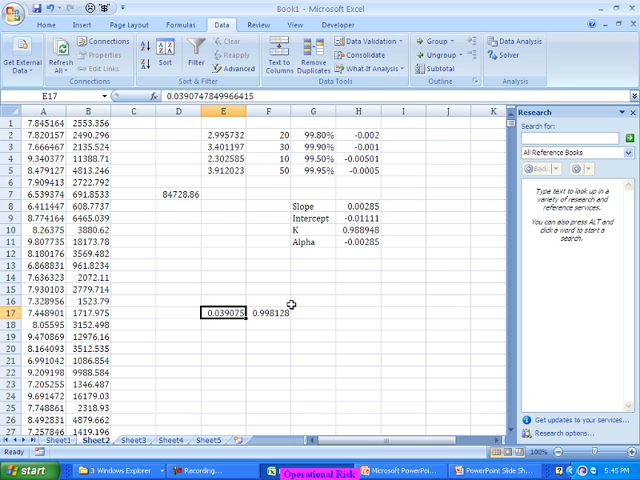 Book1 - Microsoft Excel
Home Insert Page Layout Formulas Data Review View Developer
Get External Data
Refresh All
Connections
Properties
Edit Links
Connections
Sort
Filter
Clear
Reapply
Advanced
Sort & Filter
Text to Columns
Remove Duplicates
Data Validation
Consolidate
What-If Analysis
Data Tools
Group
Ungroup
Subtotal
Outline
Data Analysis
Solver
Analysis
E17 0.0390747849966415
A B C D E F G H I J K
1 7.845164 2553.356
2 7.820157 2490.296 2.995732 20 99.80% -0.002
3 7.666467 2135.524 3.401197 30 99.90% -0.001
4 9.340377 11388.71 2.302585 10 99.50% -0.00501
5 8.479127 4813.246 3.912023 50 99.95% -0.0005
6 7.909413 2722.792
7 6.539374 691.8533 84728.86
8 6.411447 608.7737 Slope 0.00285
9 8.774164 6465.039 Intercept -0.01111
10 8.26375 3880.62 K 0.988948
11 9.807735 18173.78 Alpha -0.00285
12 8.180176 3569.482
13 6.868831 961.8234
14 7.636323 2072.11
15 7.930103 2779.714
16 7.328956 1523.79
17 7.448901 1717.975 0.039075 0.998128
18 8.05595 3152.498
19 9.470869 12976.16
20 8.164093 3512.535
21 6.991042 1086.854
22 9.209198 9988.584
23 7.205255 1346.487
24 9.691472 16179.03
25 7.748861 2318.93
26 8.492831 4879.662
27 7.257846 1419.196
Research
Search for:
All Reference Books
Back
Type text to look up in a variety of research and reference services.
You can also press ALT and click a word to start a search.
Get updates to your services...
Research options...
Sheet1 Sheet2 Sheet3 Sheet4 Sheet5
Ready 100%
start 3 Windows Explorer Recording... Operational Risk Microsoft PowerPoi... PowerPoint Slide Sh... 5:45 PM